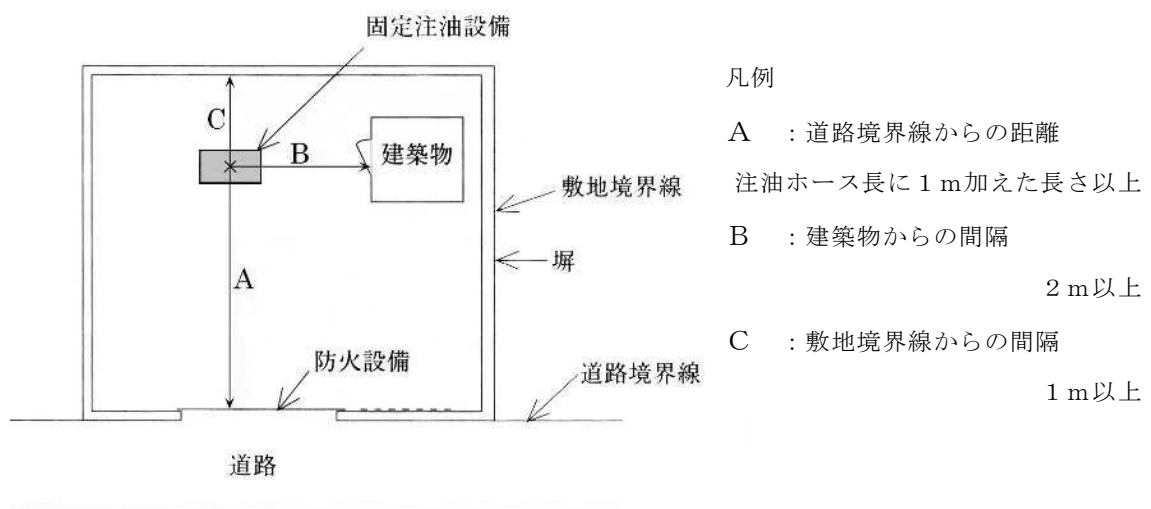 固定注油設備
C
B
建築物
敷地境界線
塀
A
防火設備
道路境界線
道路
凡例
A　：道路境界線からの距離
注油ホース長に１m加えた長さ以上
B　：建築物からの間隔
２m以上
C　：敷地境界線からの間隔
１m以上